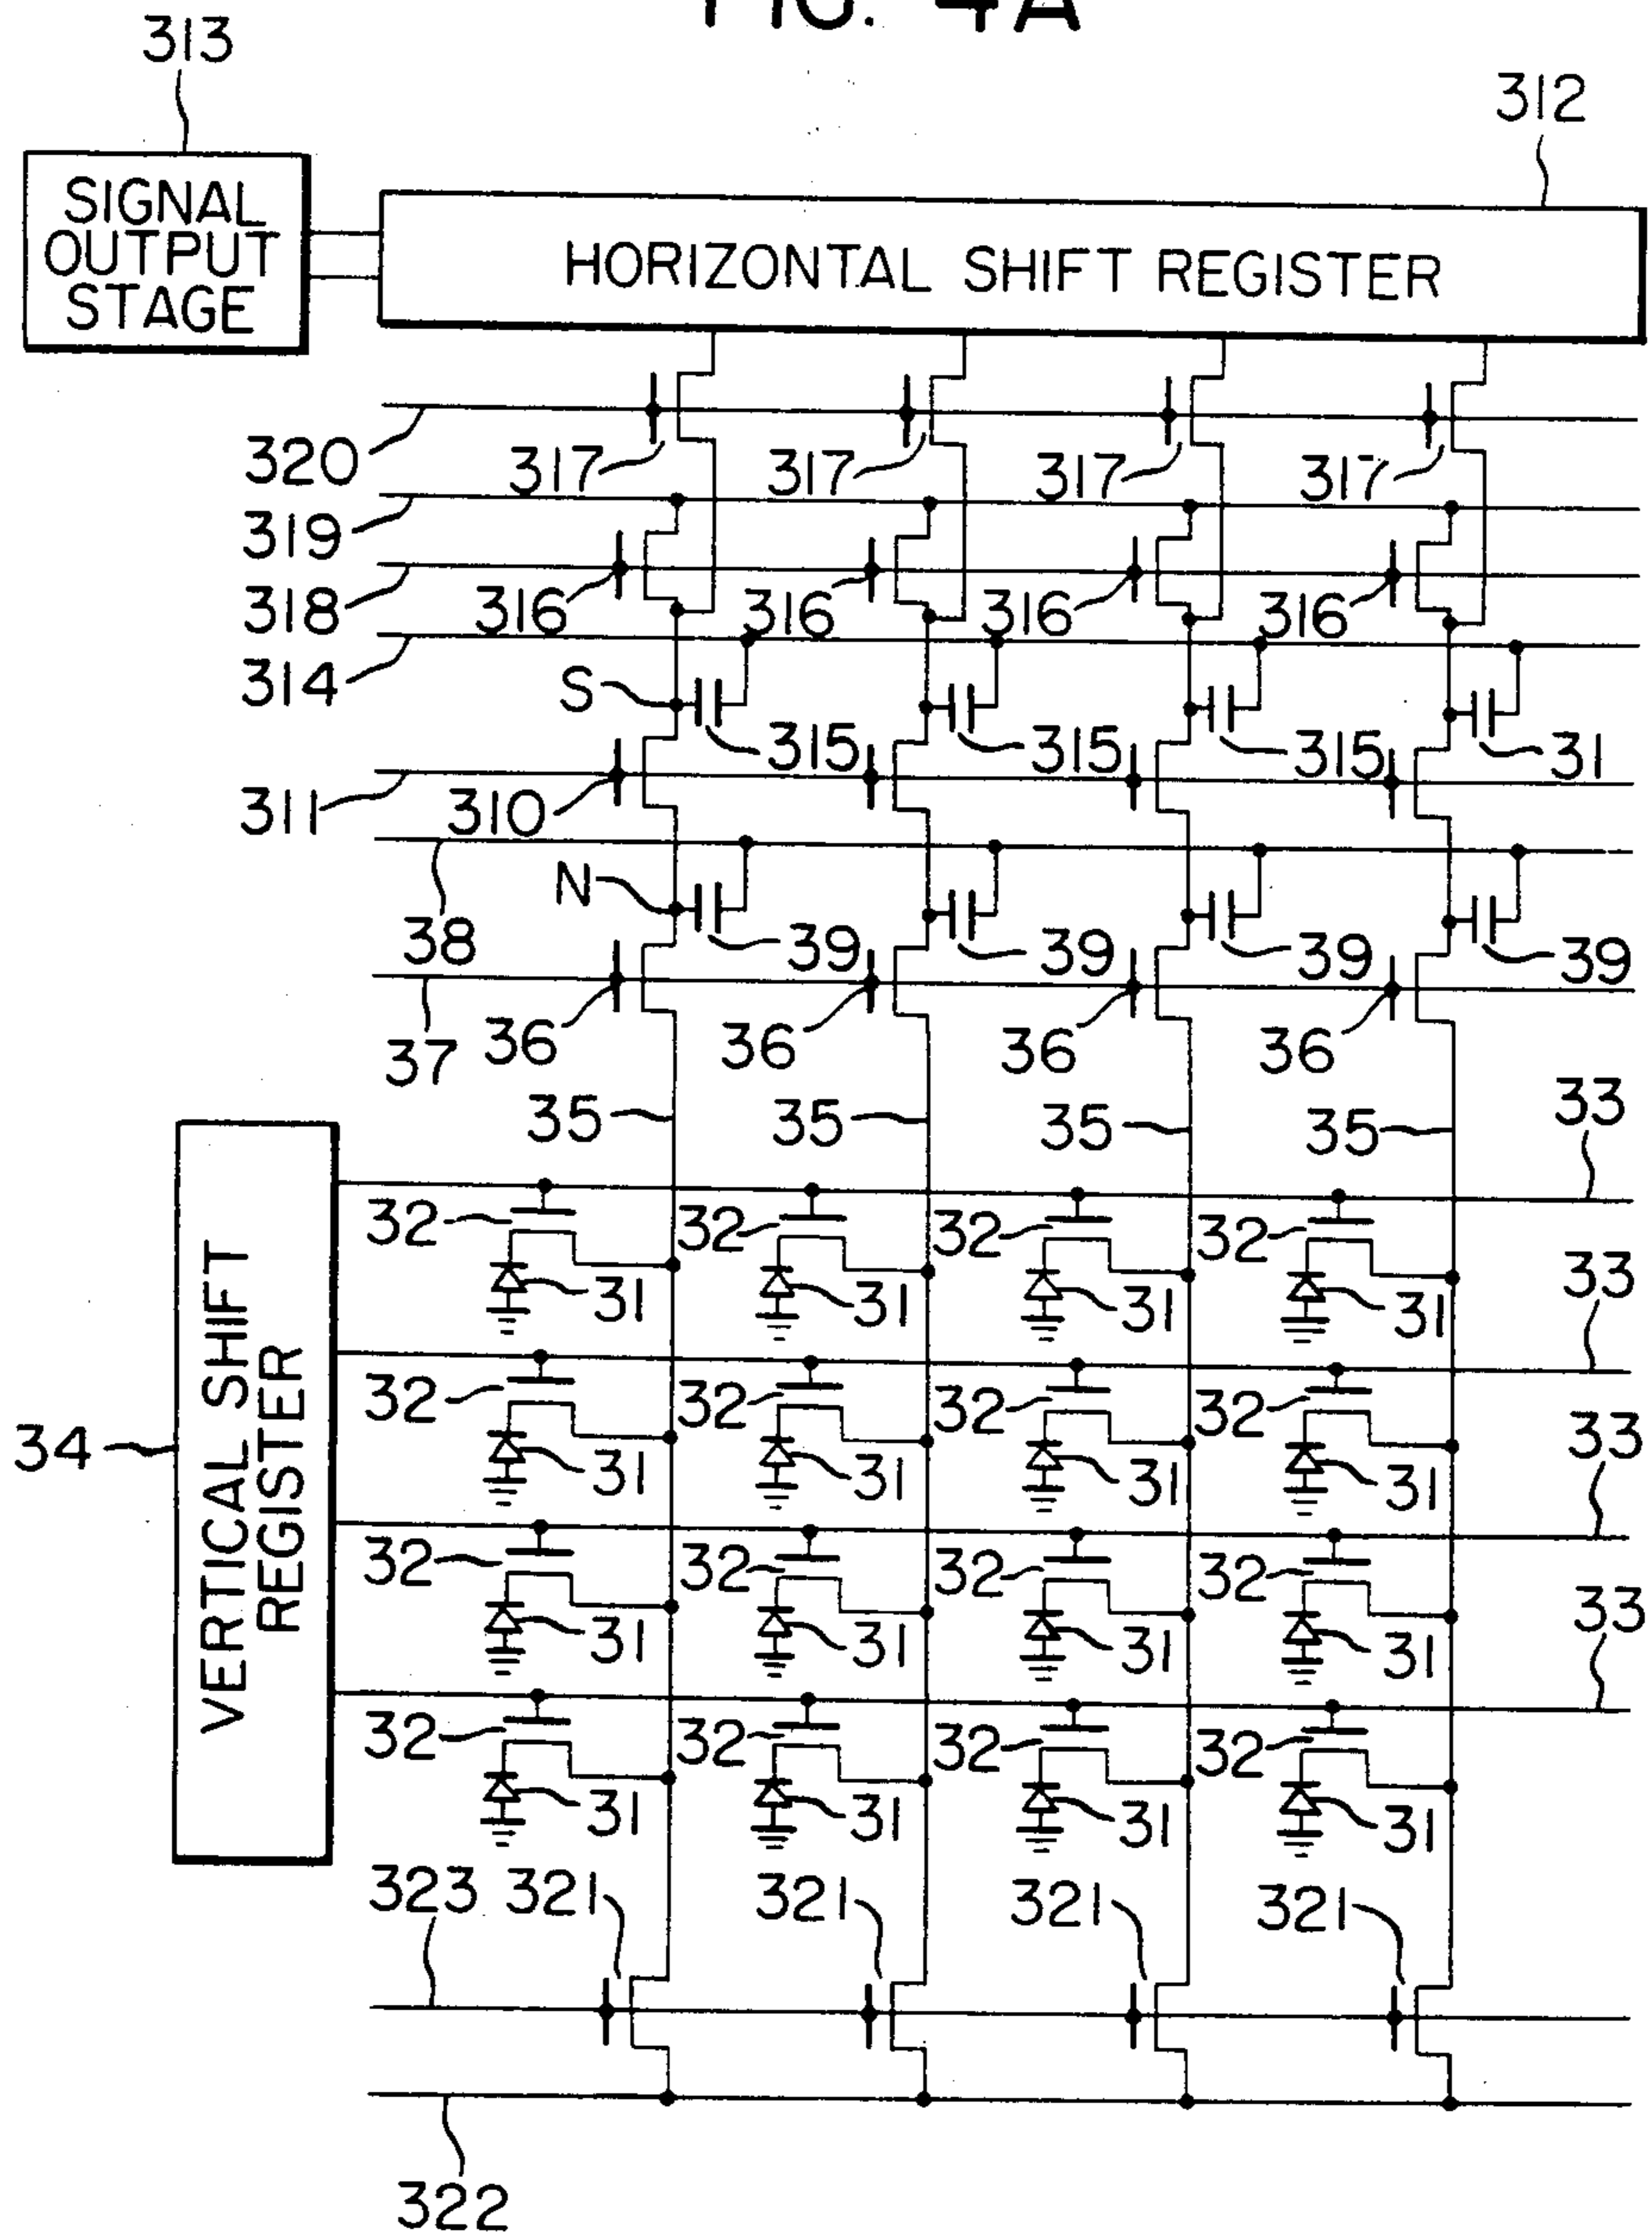 FIG. 4A
313
312
SIGNAL
OUTPUT
STAGE
HORIZONTAL SHIFT REGISTER
320
317 317 317 317
319
318
316 316 316 316
314
S
315 315 315 31
311
310
N
38
39 39 39 39
37
36 36 36 36
35 35 35 35
33
32 32 32 32
31 31 31 31
33
32 32 32 32
31 31 31 31
34
VERTICAL SHIFT
REGISTER
33
32 32 32 32
31 31 31 31
33
32 32 32 32
31 31 31 31
323
321 321 321 321
322